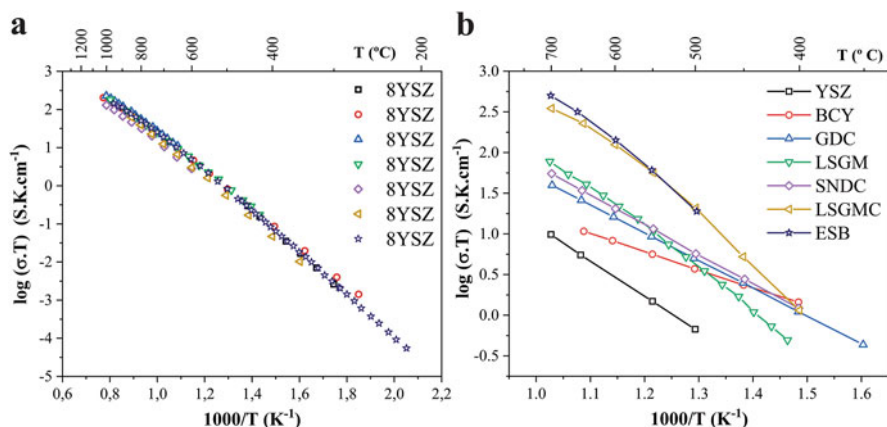 a
1200 1000 800 600 400 200
T (ºC)
3
2
1
0
-1
-2
-3
-4
-5
log (σ.T) (S.K.cm⁻¹)
8YSZ
8YSZ
8YSZ
8YSZ
8YSZ
8YSZ
8YSZ
0,6 0,8 1,0 1,2 1,4 1,6 1,8 2,0 2,2
1000/T (K⁻¹)
b
700 600 500 400
T (º C)
3.0
2.5
2.0
1.5
1.0
0.5
0.0
-0.5
log (σ.T) (S.K.cm⁻¹)
YSZ
BCY
GDC
LSGM
SNDC
LSGMC
ESB
1.0 1.1 1.2 1.3 1.4 1.5 1.6
1000/T (K⁻¹)